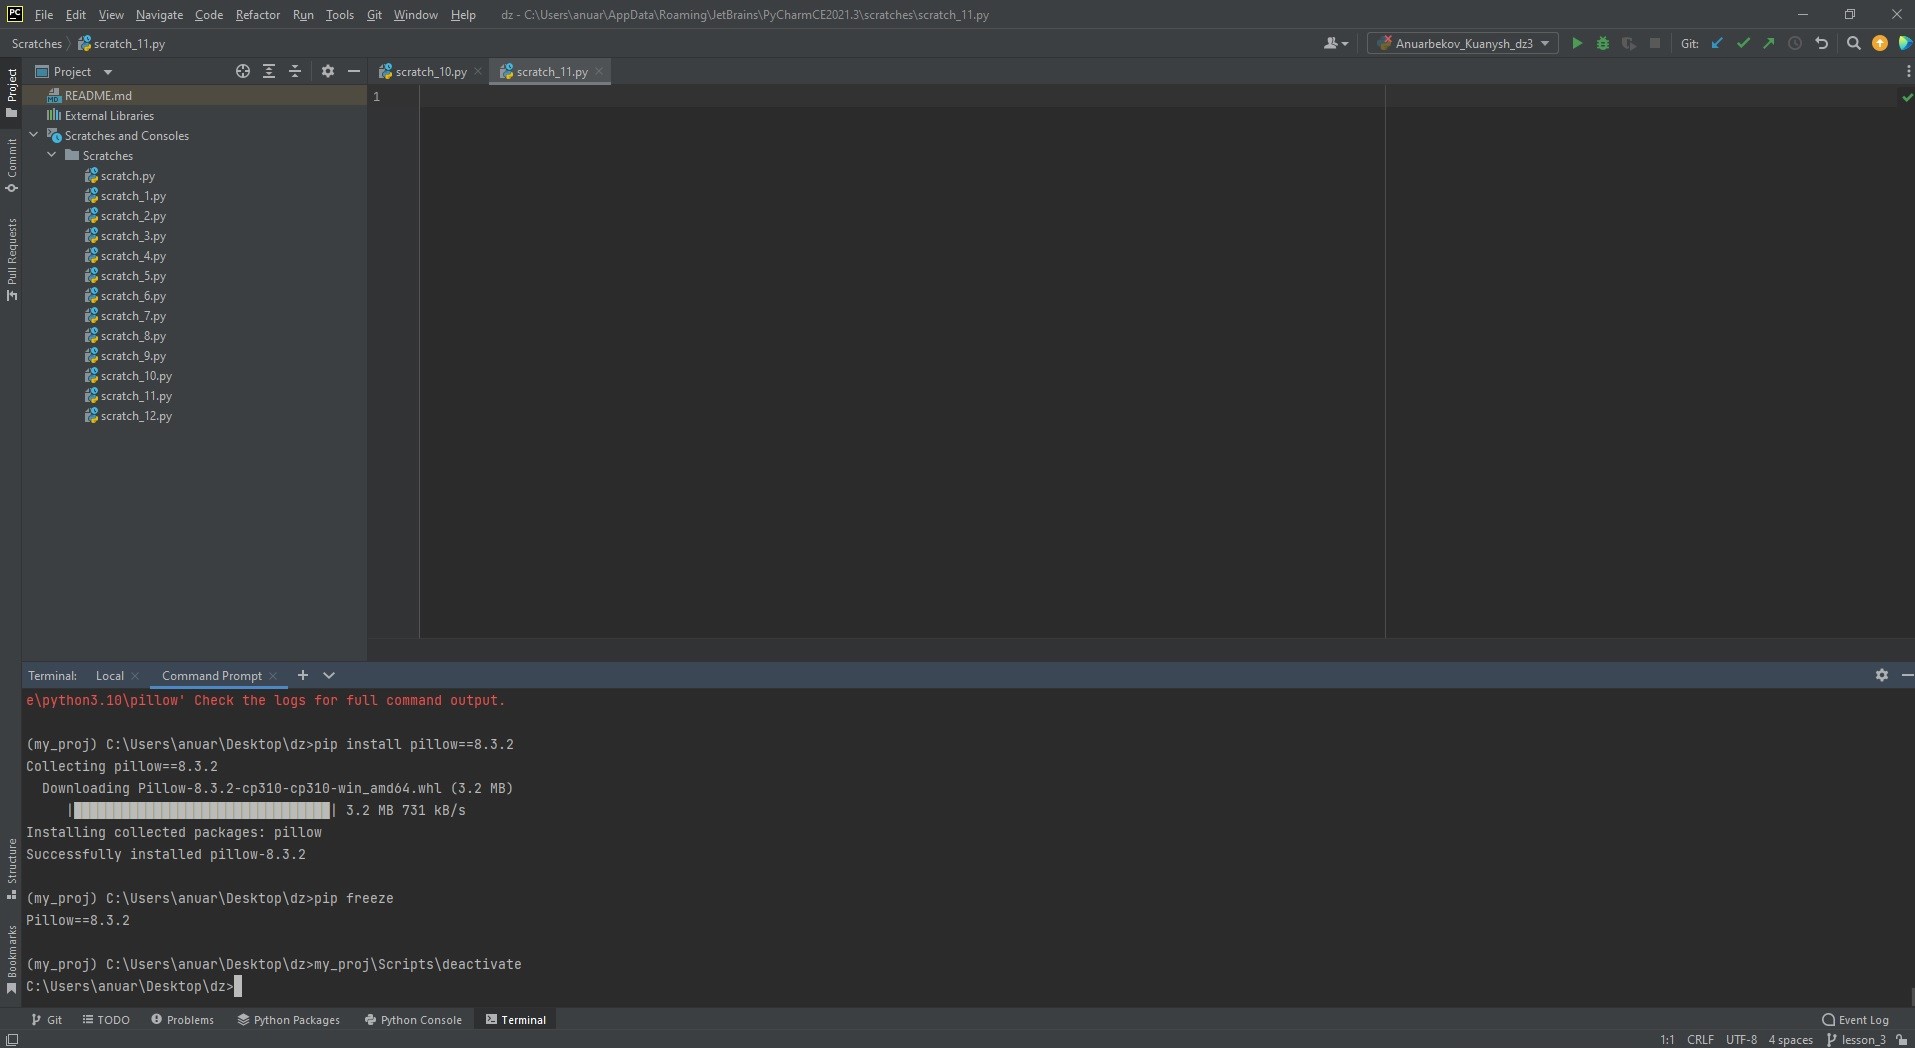 PC File Edit View Navigate Code Refactor Run Tools Git Window Help dz - C:\Users\anuar\AppData\Roaming\JetBrains\PyCharmCE2021.3\scratches\scratch_11.py
Scratches scratch_11.py Anuarbekov_Kuanysh_dz3 Git:
Project scratch_10.py scratch_11.py
README.md
External Libraries
Scratches and Consoles
Scratches
scratch.py
scratch_1.py
scratch_2.py
scratch_3.py
scratch_4.py
scratch_5.py
scratch_6.py
scratch_7.py
scratch_8.py
scratch_9.py
scratch_10.py
scratch_11.py
scratch_12.py
1
Project
Commit
Pull Requests
Structure
Bookmarks
Terminal: Local Command Prompt
e\python3.10\pillow' Check the logs for full command output.
(my_proj) C:\Users\anuar\Desktop\dz>pip install pillow==8.3.2
Collecting pillow==8.3.2
Downloading Pillow-8.3.2-cp310-cp310-win_amd64.whl (3.2 MB)
|████████████████████████████████| 3.2 MB 731 kB/s
Installing collected packages: pillow
Successfully installed pillow-8.3.2
(my_proj) C:\Users\anuar\Desktop\dz>pip freeze
Pillow==8.3.2
(my_proj) C:\Users\anuar\Desktop\dz>my_proj\Scripts\deactivate
C:\Users\anuar\Desktop\dz>
Git TODO Problems Python Packages Python Console Terminal Event Log
1:1 CRLF UTF-8 4 spaces lesson_3